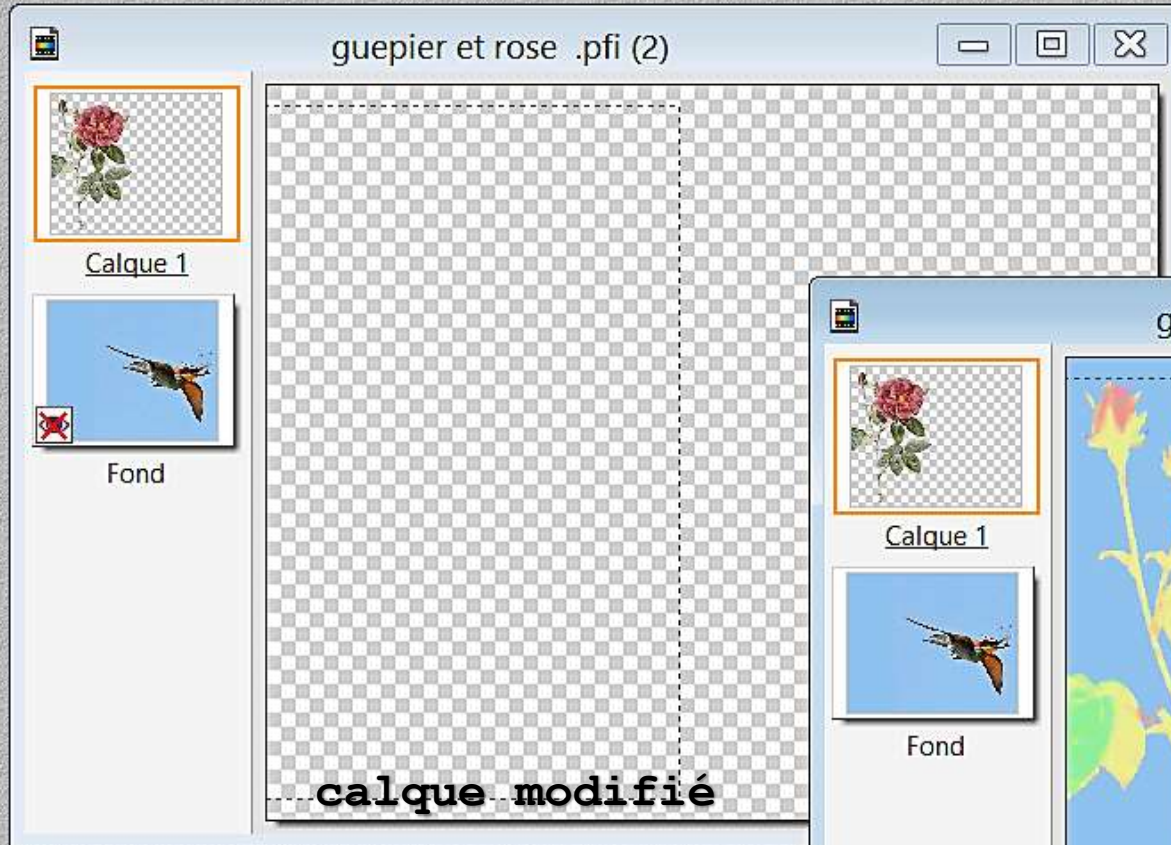 guepier et rose .pfi (2)
Calque 1
Fond
calque modifié
g
Calque 1
Fond